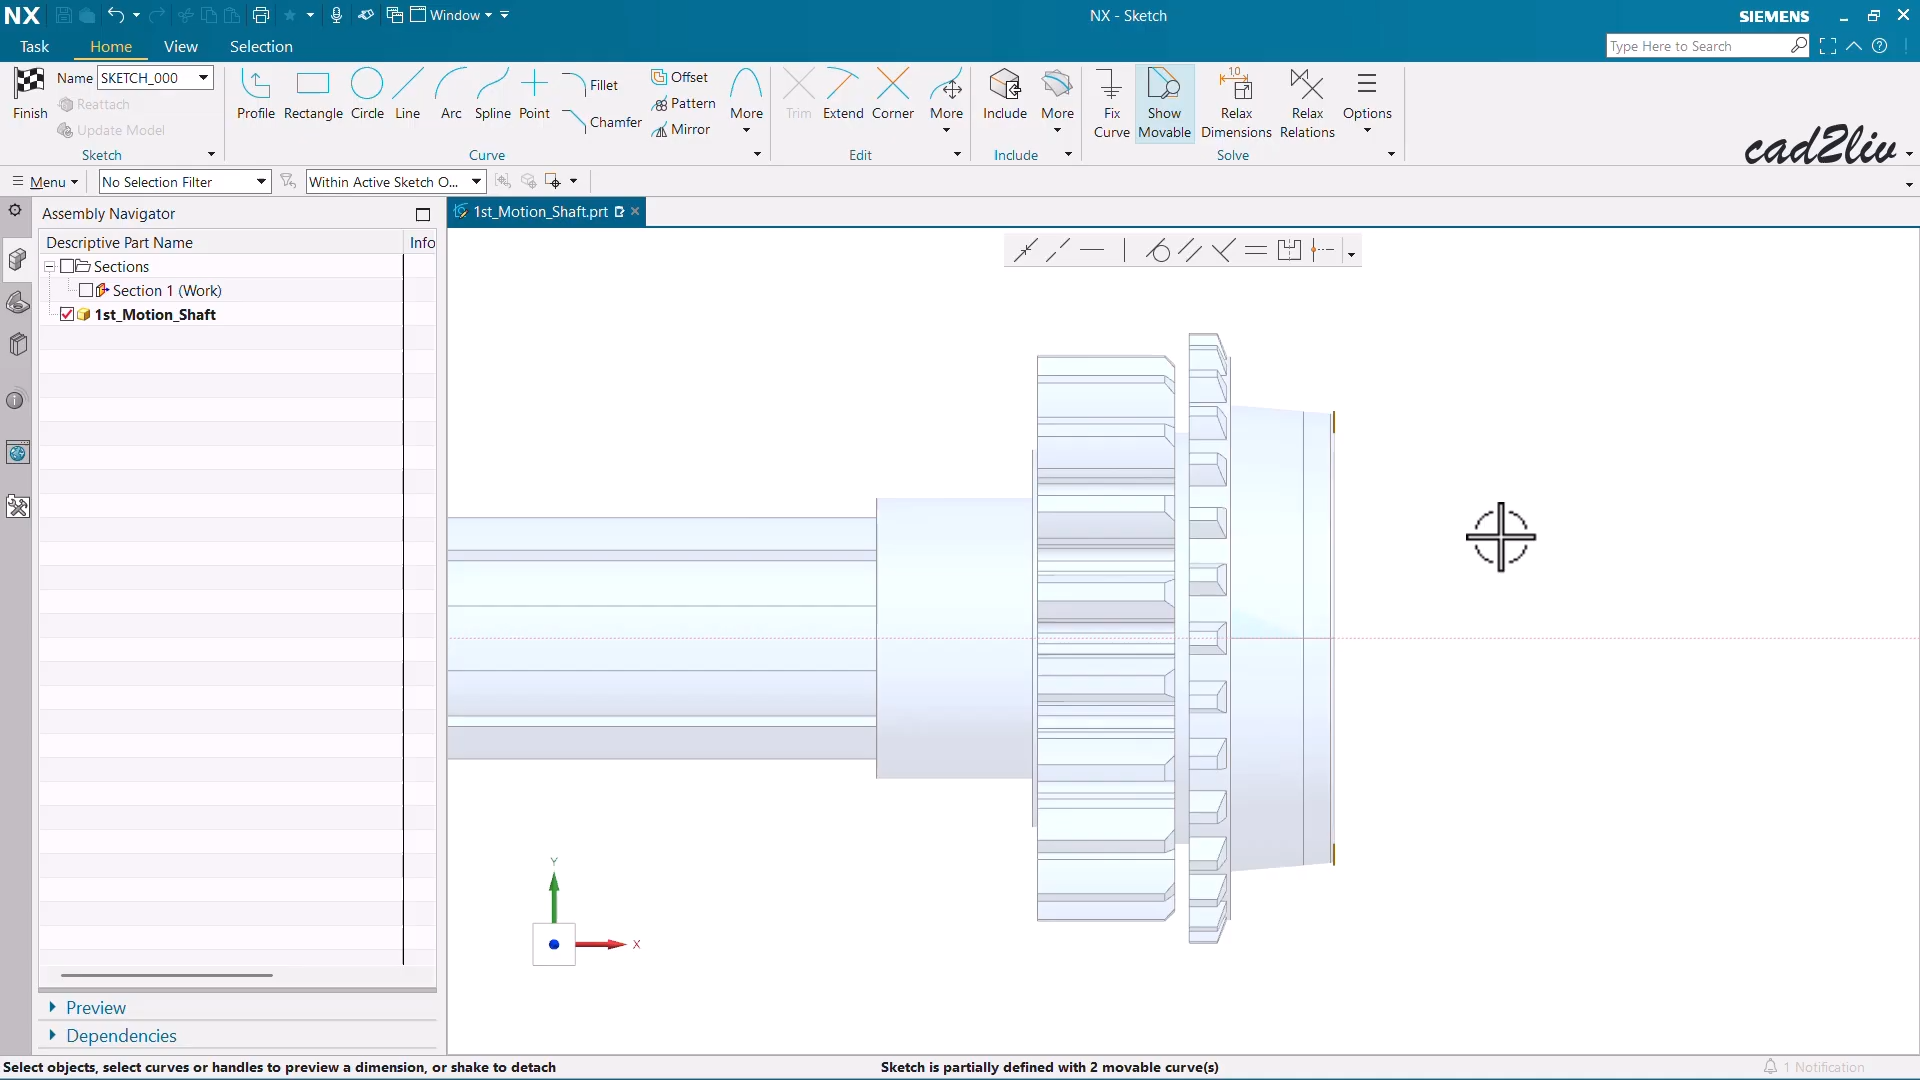 NX
Window
NX - Sketch
SIEMENS
Task
Home
View
Selection
Type Here to Search
Finish
Name SKETCH_000
Reattach
Update Model
Sketch
Profile
Rectangle
Circle
Line
Arc
Spline
Point
Fillet
Chamfer
Offset
Pattern
Mirror
More
Curve
Trim
Extend
Corner
More
Edit
Include
More
Include
Fix
Curve
Show
Movable
Relax
Dimensions
Relax
Relations
Options
Solve
cad2liv
Menu
No Selection Filter
Within Active Sketch O...
Assembly Navigator
1st_Motion_Shaft.prt
Descriptive Part Name
Info
Sections
Section 1 (Work)
1st_Motion_Shaft
Y
X
Preview
Dependencies
Select objects, select curves or handles to preview a dimension, or shake to detach
Sketch is partially defined with 2 movable curve(s)
1 Notification